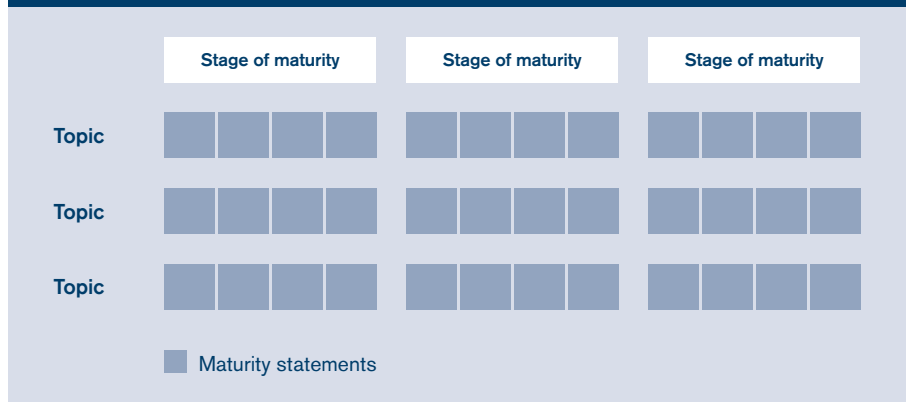 Stage of maturity Stage of maturity Stage of maturity
Topic
Topic
Topic
Maturity statements